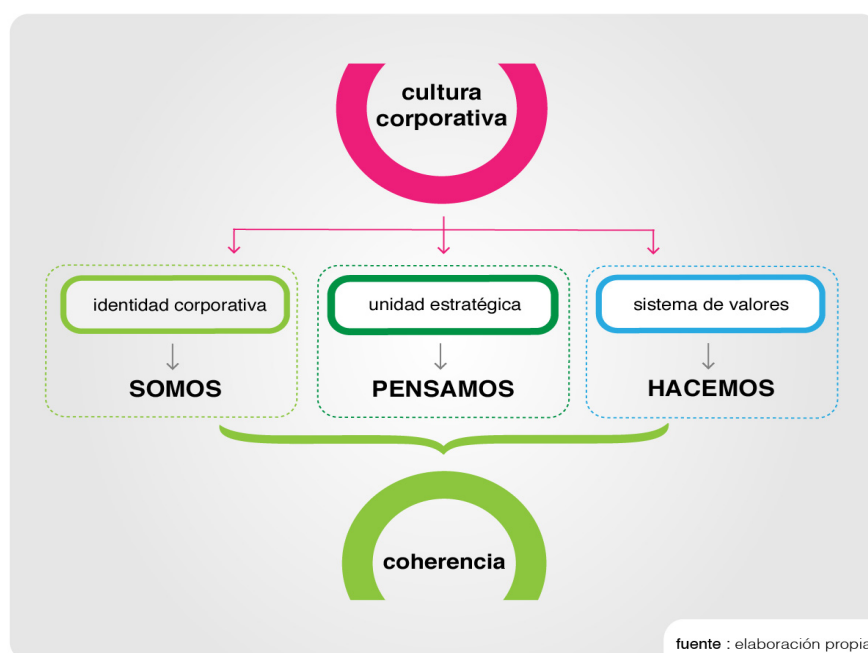 cultura
corporativa
identidad corporativa
unidad estratégica
sistema de valores
SOMOS
PENSAMOS
HACEMOS
coherencia
fuente : elaboración propia